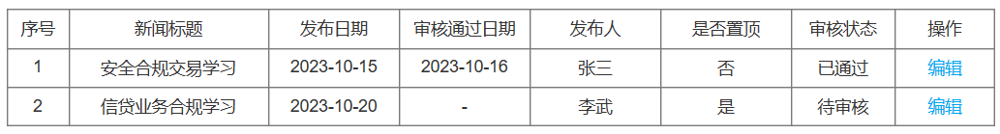 序号 新闻标题 发布日期 审核通过日期 发布人 是否置顶 审核状态 操作
1 安全合规交易学习 2023-10-15 2023-10-16 张三 否 已通过 编辑
2 信贷业务合规学习 2023-10-20 - 李武 是 待审核 编辑